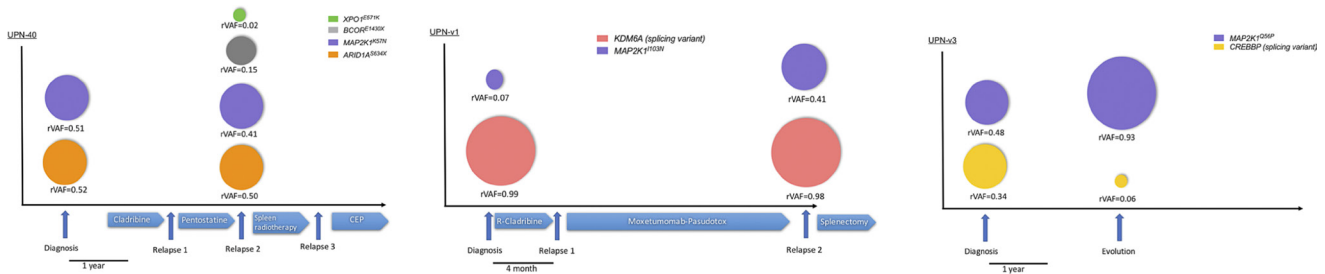 UPN-40
XPO1E571K
BCORE1430X
MAP2K1K57N
ARID1AS634X
rVAF=0.02
rVAF=0.15
rVAF=0.51
rVAF=0.41
rVAF=0.52
rVAF=0.50
Cladribine
Pentostatine
Spleen
radiotherapy
CEP
Diagnosis
Relapse 1
Relapse 2
Relapse 3
1 year
UPN-v1
KDM6A (splicing variant)
MAP2K1I103N
rVAF=0.07
rVAF=0.41
rVAF=0.99
rVAF=0.98
R-Cladribine
Moxetumomab-Pasudotox
Splenectomy
Diagnosis
Relapse 1
Relapse 2
4 month
UPN-v3
MAP2K1Q56P
CREBBP (splicing variant)
rVAF=0.48
rVAF=0.93
rVAF=0.34
rVAF=0.06
Diagnosis
Evolution
1 year